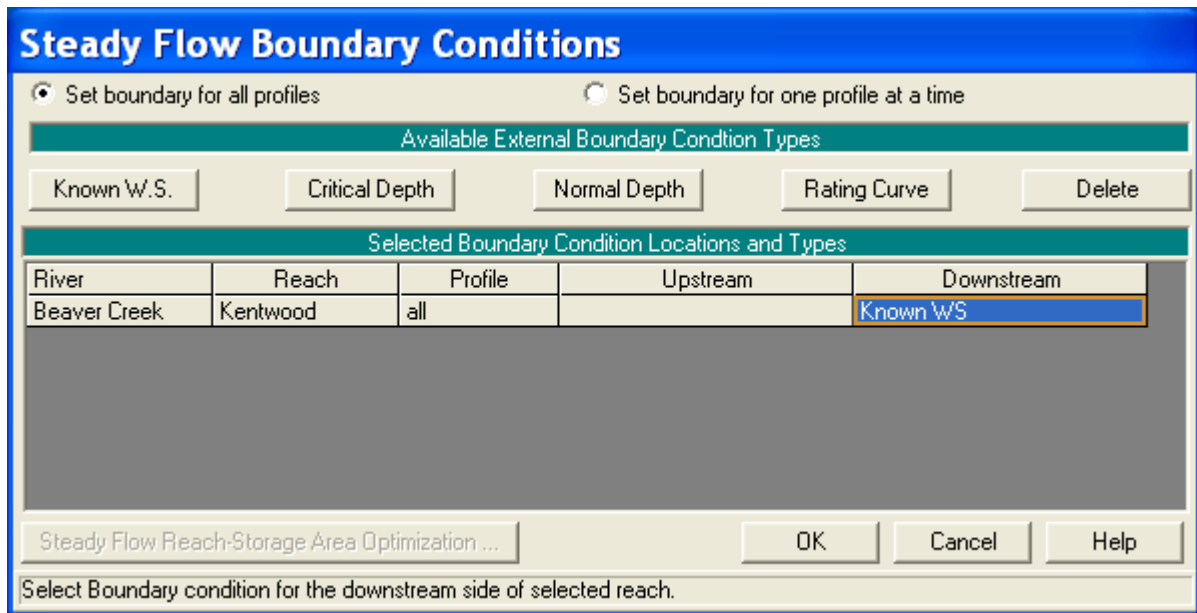 Steady Flow Boundary Conditions
Set boundary for all profiles Set boundary for one profile at a time
Available External Boundary Condtion Types
Known W.S. Critical Depth Normal Depth Rating Curve Delete
Selected Boundary Condition Locations and Types
River Reach Profile Upstream Downstream
Beaver Creek Kentwood all Known WS
Steady Flow Reach-Storage Area Optimization ... OK Cancel Help
Select Boundary condition for the downstream side of selected reach.